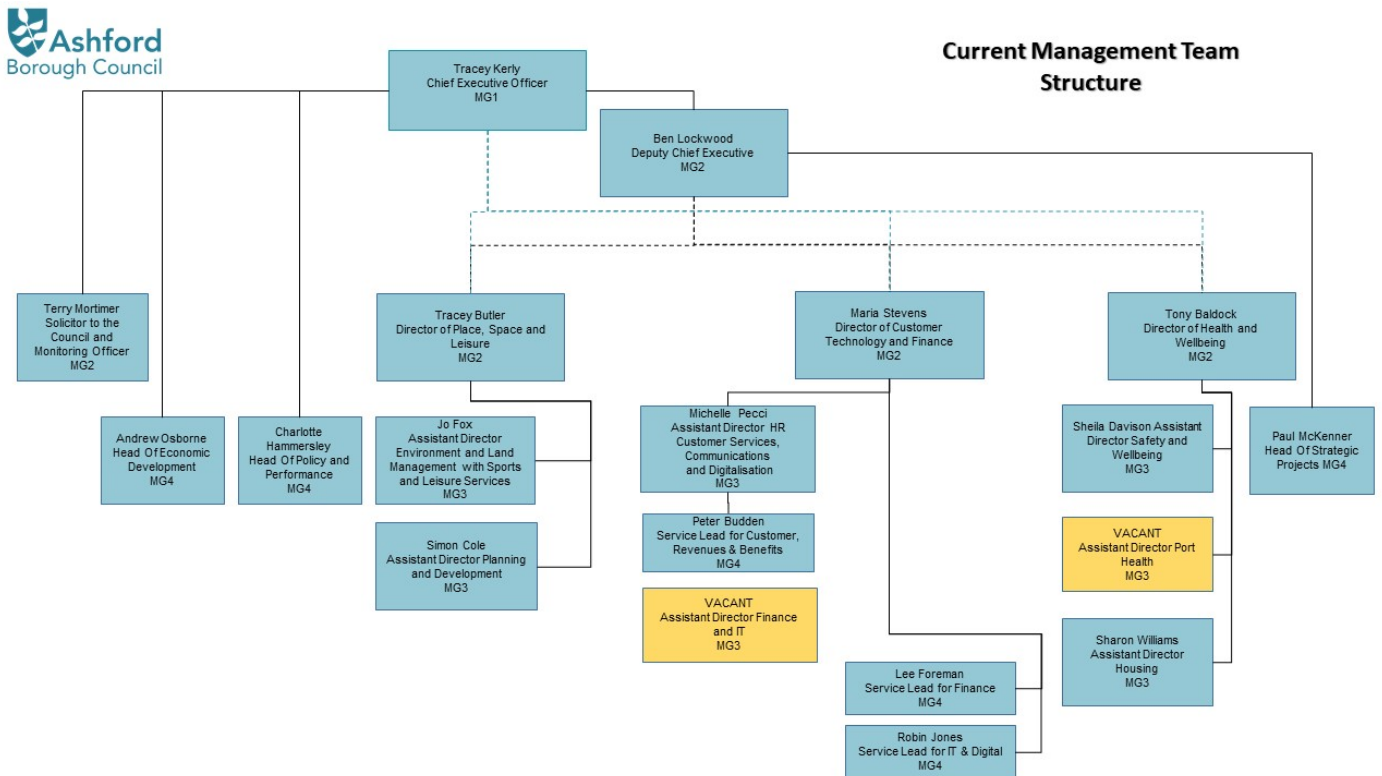 Ashford
Borough Council
Current Management Team
Structure
Tracey Kerly
Chief Executive Officer
MG1
Ben Lockwood
Deputy Chief Executive
MG2
Terry Mortimer
Solicitor to the
Council and
Monitoring Officer
MG2
Tracey Butler
Director of Place, Space and
Leisure
MG2
Maria Stevens
Director of Customer
Technology and Finance
MG2
Tony Baldock
Director of Health and
Wellbeing
MG2
Andrew Osborne
Head Of Economic
Development
MG4
Charlotte
Hammersley
Head Of Policy and
Performance
MG4
Jo Fox
Assistant Director
Environment and Land
Management with Sports
and Leisure Services
MG3
Simon Cole
Assistant Director Planning
and Development
MG3
Michelle Pecci
Assistant Director HR
Customer Services,
Communications
and Digitalisation
MG3
Peter Budden
Service Lead for Customer,
Revenues & Benefits
MG4
VACANT
Assistant Director Finance
and IT
MG3
Lee Foreman
Service Lead for Finance
MG4
Robin Jones
Service Lead for IT & Digital
MG4
Sheila Davison Assistant
Director Safety and
Wellbeing
MG3
VACANT
Assistant Director Port
Health
MG3
Sharon Williams
Assistant Director
Housing
MG3
Paul McKenner
Head Of Strategic
Projects MG4